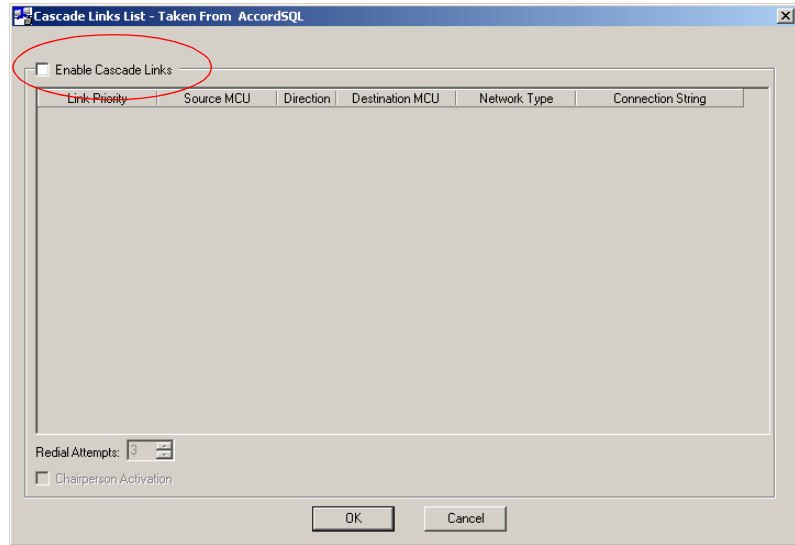 Cascade Links List - Taken From AccordSQL
Enable Cascade Links
Link Priority Source MCU Direction Destination MCU Network Type Connection String
Redial Attempts: 3
Chairperson Activation
OK Cancel